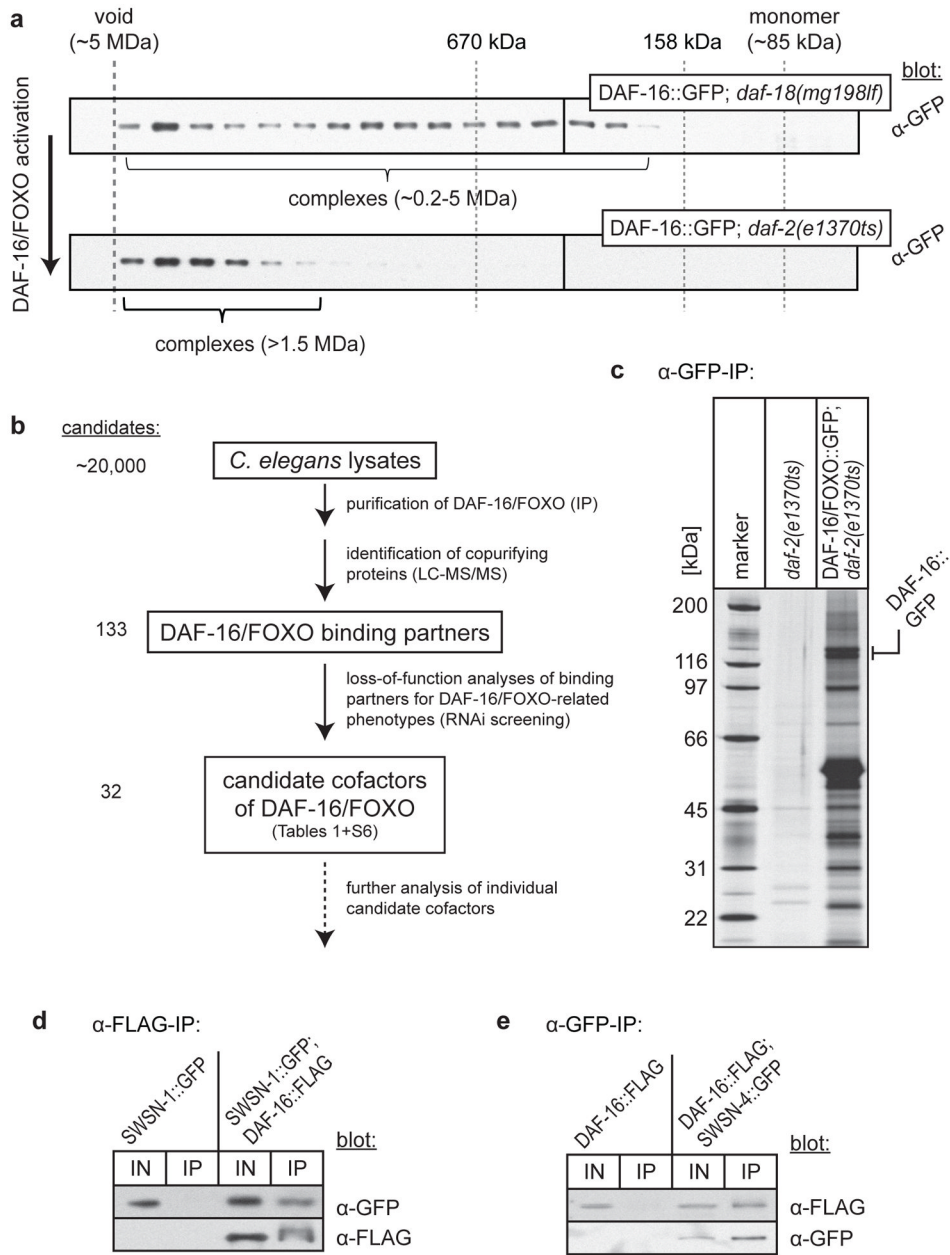 a
void
(~5 MDa)
670 kDa
158 kDa
monomer
(~85 kDa)
blot:
DAF-16::GFP; daf-18(mg198lf)
α-GFP
complexes (~0.2-5 MDa)
DAF-16/FOXO activation
DAF-16::GFP; daf-2(e1370ts)
α-GFP
complexes (>1.5 MDa)
b
candidates:
~20,000
C. elegans lysates
purification of DAF-16/FOXO (IP)
identification of copurifying
proteins (LC-MS/MS)
133
DAF-16/FOXO binding partners
loss-of-function analyses of binding
partners for DAF-16/FOXO-related
phenotypes (RNAi screening)
32
candidate cofactors
of DAF-16/FOXO
(Tables 1+S6)
further analysis of individual
candidate cofactors
c
α-GFP-IP:
[kDa]
marker
daf-2(e1370ts)
DAF-16/FOXO::GFP;
daf-2(e1370ts)
DAF-16::
GFP
200
116
97
66
45
31
22
d
α-FLAG-IP:
SWSN-1::GFP
SWSN-1::GFP;
DAF-16::FLAG
blot:
IN IP IN IP
α-GFP
α-FLAG
e
α-GFP-IP:
DAF-16::FLAG
DAF-16::FLAG;
SWSN-4::GFP
blot:
IN IP IN IP
α-FLAG
α-GFP